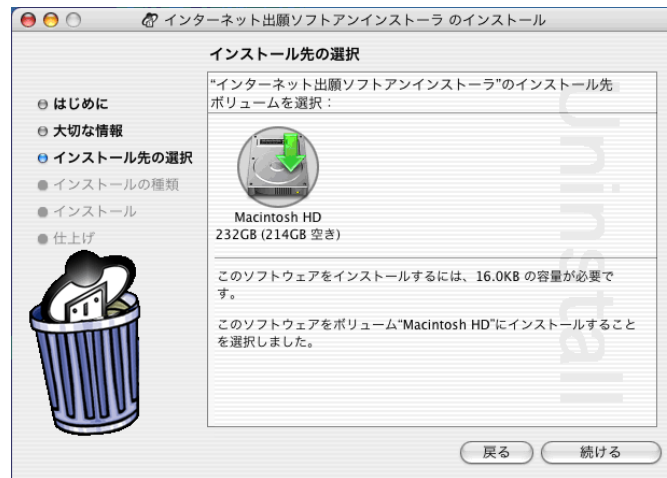 インターネット出願ソフトアンインストーラ のインストール
インストール先の選択
はじめに
大切な情報
インストール先の選択
インストールの種類
インストール
仕上げ
“インターネット出願ソフトアンインストーラ”のインストール先
ボリュームを選択：
Macintosh HD
232GB (214GB 空き)
このソフトウェアをインストールするには、16.0KB の容量が必要で
す。
このソフトウェアをボリューム“Macintosh HD”にインストールすること
を選択しました。
Uninstall
戻る
続ける